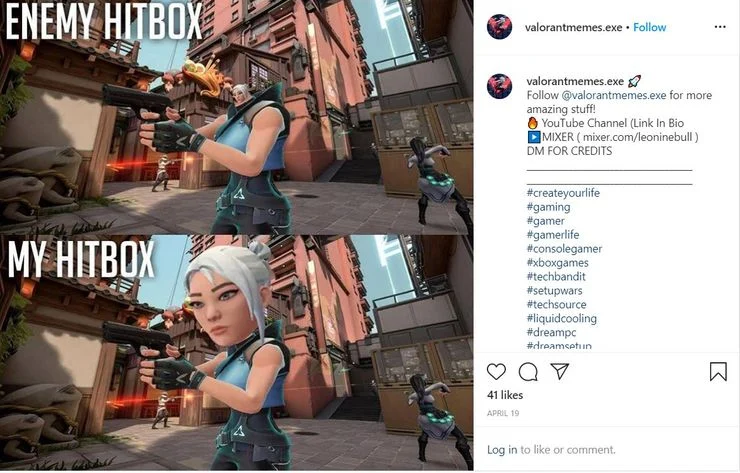 ENEMY HITBOX
MY HITBOX
valorantmemes.exe • Follow
valorantmemes.exe 🚀
Follow @valorantmemes.exe for more
amazing stuff!
🔥 YouTube Channel (Link In Bio
▶️MIXER ( mixer.com/leoninebull )
DM FOR CREDITS
#createyourlife
#gaming
#gamer
#gamerlife
#consolegamer
#xboxgames
#techbandit
#setupwars
#techsource
#liquidcooling
#dreampc
#dreamsetup
41 likes
APRIL 19
Log in to like or comment.